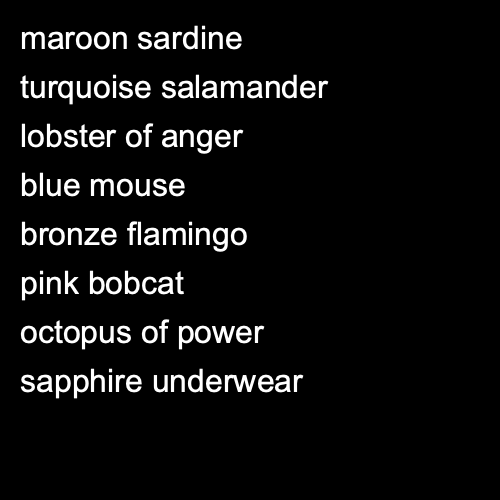 maroon sardine
turquoise salamander
lobster of anger
blue mouse
bronze flamingo
pink bobcat
octopus of power
sapphire underwear